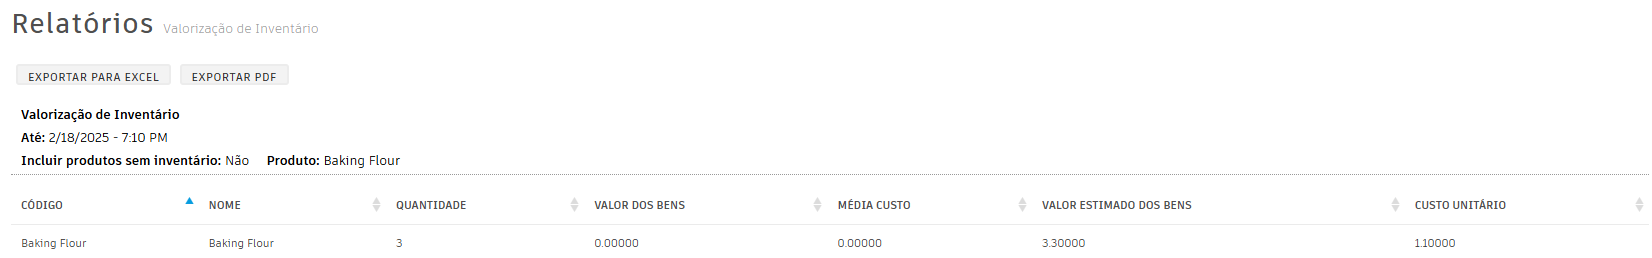 Relatórios Valorização de Inventário
EXPORTAR PARA EXCEL EXPORTAR PDF
Valorização de Inventário
Até: 2/18/2025 - 7:10 PM
Incluir produtos sem inventário: Não Produto: Baking Flour
CÓDIGO NOME QUANTIDADE VALOR DOS BENS MÉDIA CUSTO VALOR ESTIMADO DOS BENS CUSTO UNITÁRIO
Baking Flour Baking Flour 3 0.00000 0.00000 3.30000 1.10000